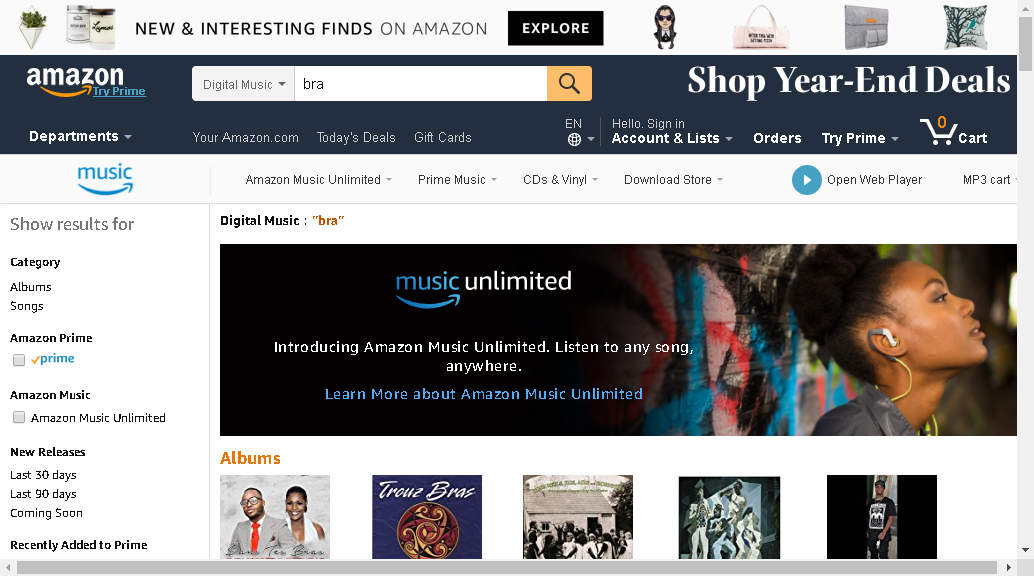 NEW & INTERESTING FINDS ON AMAZON EXPLORE
amazon
Try Prime
Digital Music
bra
Shop Year-End Deals
Departments
Your Amazon.com
Today's Deals
Gift Cards
EN
Hello. Sign in
Account & Lists
Orders
Try Prime
0
Cart
music
Amazon Music Unlimited
Prime Music
CDs & Vinyl
Download Store
Open Web Player
MP3 cart
Show results for
Category
Albums
Songs
Amazon Prime
prime
Amazon Music
Amazon Music Unlimited
New Releases
Last 30 days
Last 90 days
Coming Soon
Recently Added to Prime
Digital Music : "bra"
music unlimited
Introducing Amazon Music Unlimited. Listen to any song,
anywhere.
Learn More about Amazon Music Unlimited
Albums
Dans Tes Bras
Trouz Bras